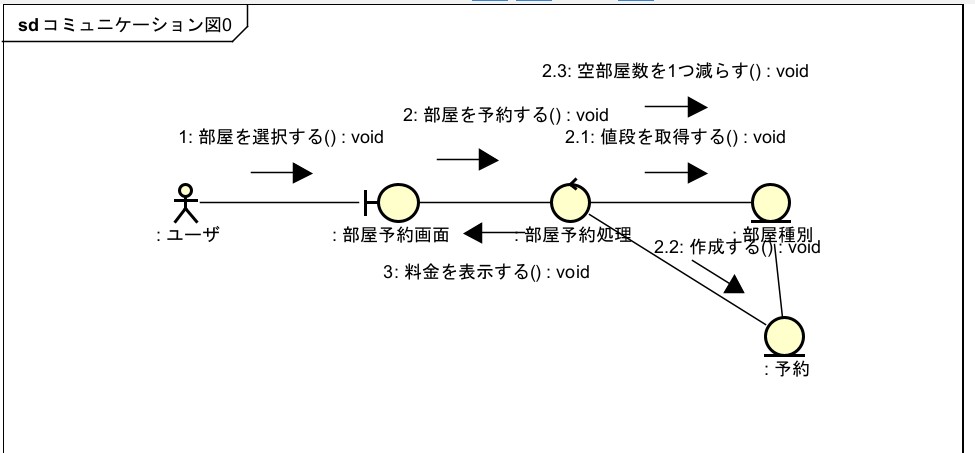 sd コミュニケーション図0
2.3: 空部屋数を1つ減らす() : void
2: 部屋を予約する() : void
1: 部屋を選択する() : void
2.1: 値段を取得する() : void
: ユーザ
: 部屋予約画面
: 部屋予約処理
: 部屋種別
2.2: 作成する() : void
3: 料金を表示する() : void
: 予約